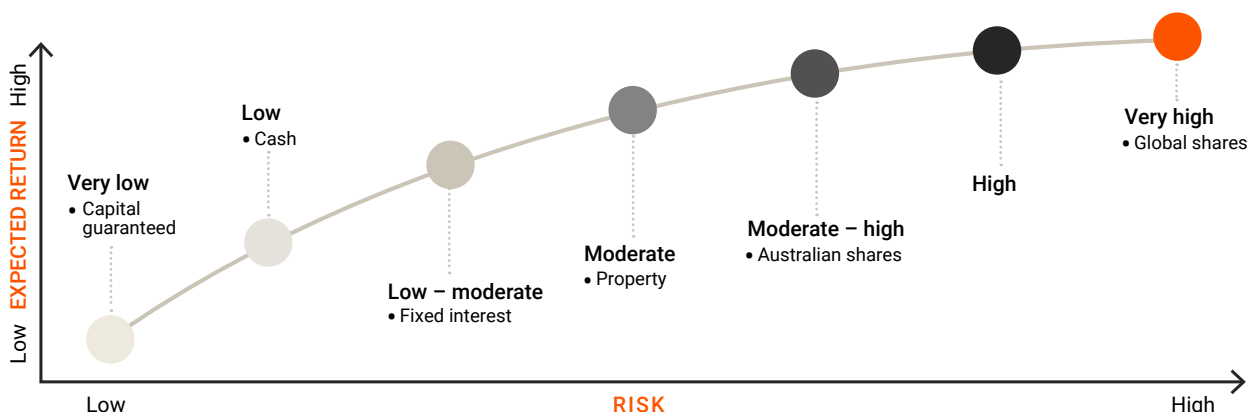 High
EXPECTED RETURN
Low
Very low
• Capital
guaranteed
Low
• Cash
Low – moderate
• Fixed interest
Moderate
• Property
Moderate – high
• Australian shares
High
Very high
• Global shares
Low
RISK
High